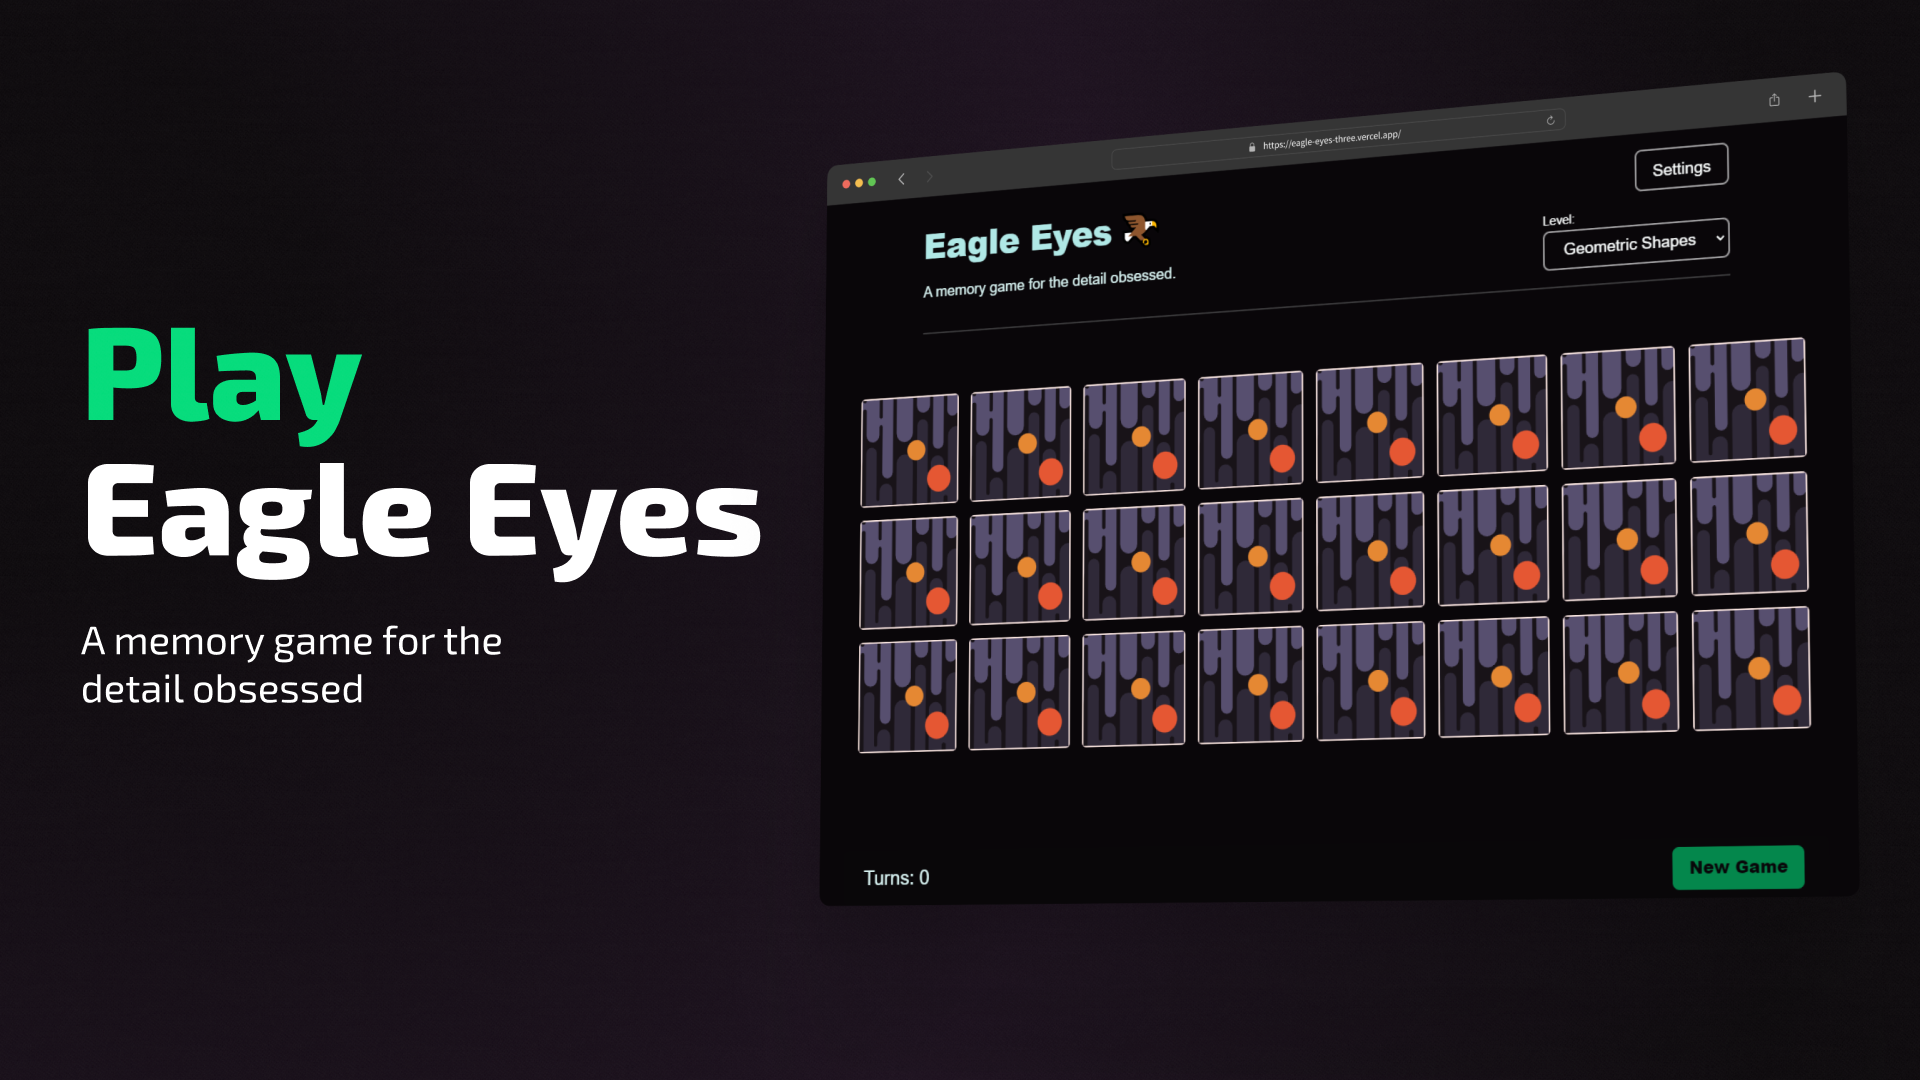 Play
Eagle Eyes
A memory game for the
detail obsessed
https://eagle-eyes-three.vercel.app/
Settings
Eagle Eyes
A memory game for the detail obsessed.
Level:
Geometric Shapes
Turns: 0
New Game